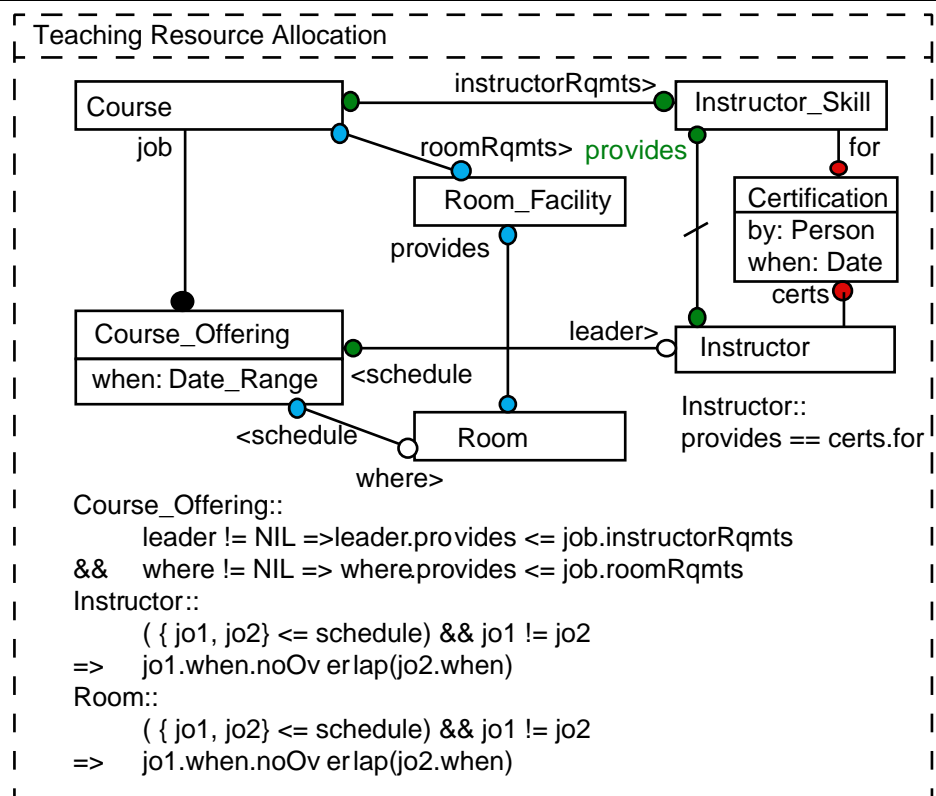 Teaching Resource Allocation
instructorRqmts>
Course
Instructor_Skill
job
roomRqmts>
provides
for
Room_Facility
Certification
by: Person
when: Date
provides
certs
Course_Offering
leader>
Instructor
when: Date_Range
<schedule
<schedule
Room
where>
Instructor::
provides == certs.for
Course_Offering::
leader != NIL =>leader.provides <= job.instructorRqmts
&& where != NIL => where.provides <= job.roomRqmts
Instructor::
( { jo1, jo2} <= schedule) && jo1 != jo2
=> jo1.when.noOv erlap(jo2.when)
Room::
( { jo1, jo2} <= schedule) && jo1 != jo2
=> jo1.when.noOv erlap(jo2.when)